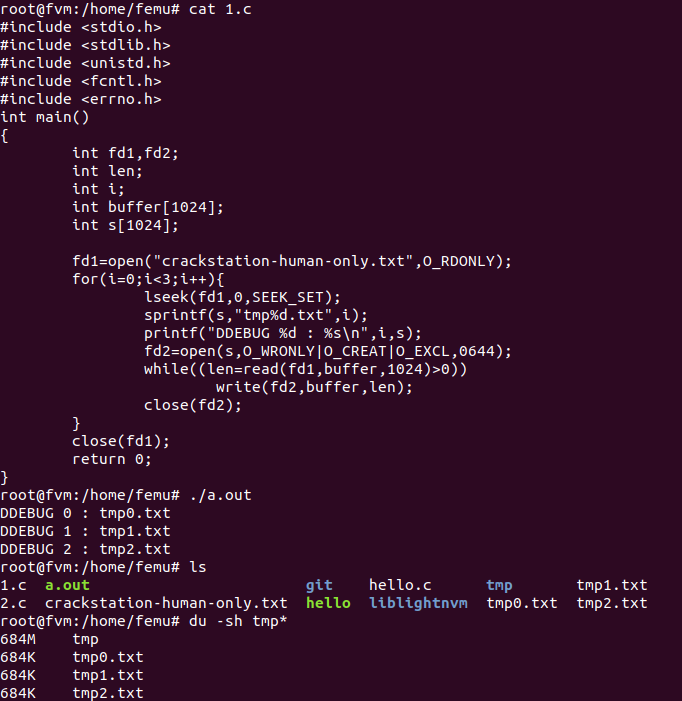 root@fvm:/home/femu# cat 1.c
#include <stdio.h>
#include <stdlib.h>
#include <unistd.h>
#include <fcntl.h>
#include <errno.h>
int main()
{
        int fd1,fd2;
        int len;
        int i;
        int buffer[1024];
        int s[1024];

        fd1=open("crackstation-human-only.txt",O_RDONLY);
        for(i=0;i<3;i++){
                lseek(fd1,0,SEEK_SET);
                sprintf(s,"tmp%d.txt",i);
                printf("DDEBUG %d : %s\n",i,s);
                fd2=open(s,O_WRONLY|O_CREAT|O_EXCL,0644);
                while((len=read(fd1,buffer,1024)>0))
                        write(fd2,buffer,len);
                close(fd2);
        }
        close(fd1);
        return 0;
}
root@fvm:/home/femu# ./a.out
DDEBUG 0 : tmp0.txt
DDEBUG 1 : tmp1.txt
DDEBUG 2 : tmp2.txt
root@fvm:/home/femu# ls
1.c  a.out                        git    hello.c      tmp       tmp1.txt
2.c  crackstation-human-only.txt  hello  liblightnvm  tmp0.txt  tmp2.txt
root@fvm:/home/femu# du -sh tmp*
684M    tmp
684K    tmp0.txt
684K    tmp1.txt
684K    tmp2.txt